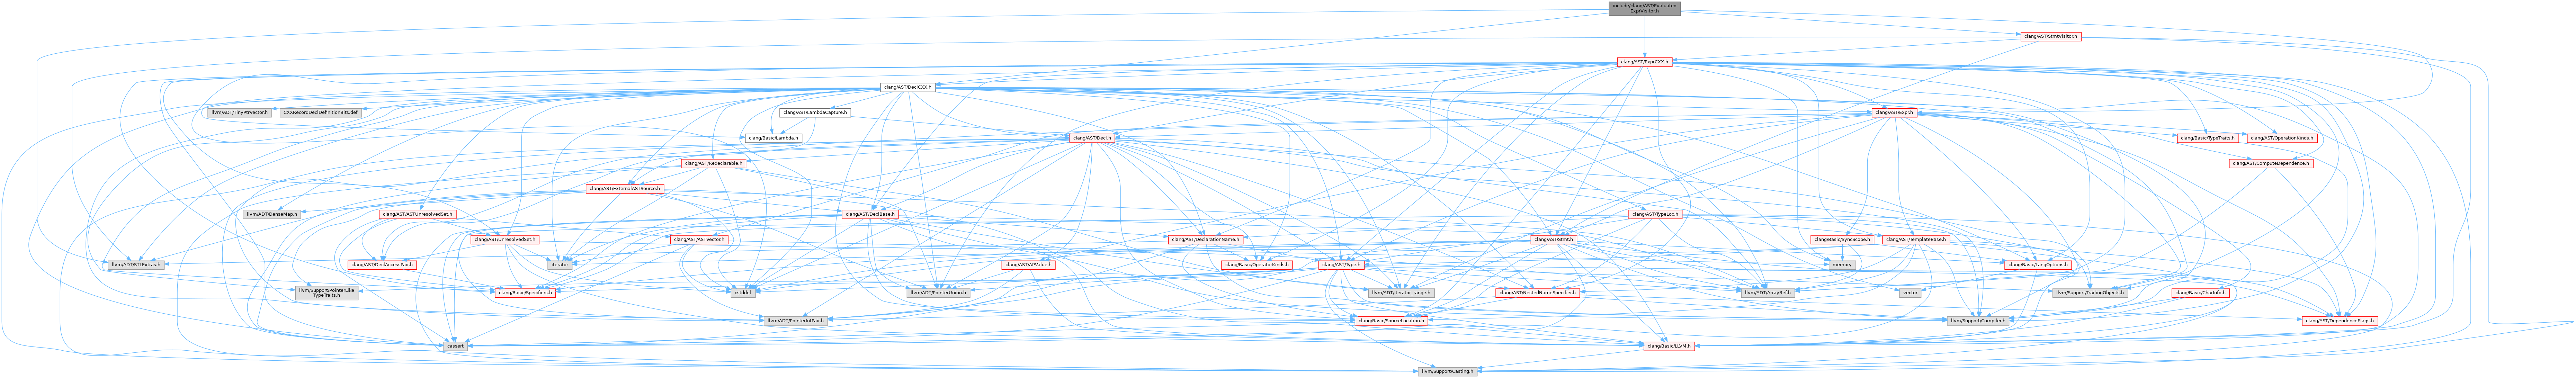 include/clang/AST/Evaluated
ExprVisitor.h
clang/AST/StmtVisitor.h
clang/AST/ExprCXX.h
clang/AST/DeclCXX.h
llvm/ADT/TinyPtrVector.h
CXXRecordDeclDefinitionBits.def
clang/AST/LambdaCapture.h
clang/AST/Expr.h
clang/Basic/Lambda.h
clang/AST/Decl.h
clang/Basic/TypeTraits.h
clang/AST/OperationKinds.h
clang/AST/Redeclarable.h
clang/AST/ComputeDependence.h
clang/AST/ExternalASTSource.h
llvm/ADT/DenseMap.h
clang/AST/ASTUnresolvedSet.h
clang/AST/DeclBase.h
clang/AST/TypeLoc.h
clang/AST/UnresolvedSet.h
clang/AST/ASTVector.h
clang/AST/DeclarationName.h
clang/AST/Stmt.h
clang/Basic/SyncScope.h
clang/AST/TemplateBase.h
llvm/ADT/STLExtras.h
clang/AST/DeclAccessPair.h
iterator
clang/AST/APValue.h
clang/Basic/OperatorKinds.h
clang/AST/Type.h
memory
clang/Basic/LangOptions.h
llvm/Support/PointerLike
TypeTraits.h
clang/Basic/Specifiers.h
cstddef
llvm/ADT/PointerUnion.h
llvm/ADT/iterator_range.h
clang/AST/NestedNameSpecifier.h
llvm/ADT/ArrayRef.h
vector
llvm/Support/TrailingObjects.h
clang/Basic/CharInfo.h
llvm/ADT/PointerIntPair.h
clang/Basic/SourceLocation.h
llvm/Support/Compiler.h
clang/AST/DependenceFlags.h
cassert
clang/Basic/LLVM.h
llvm/Support/Casting.h